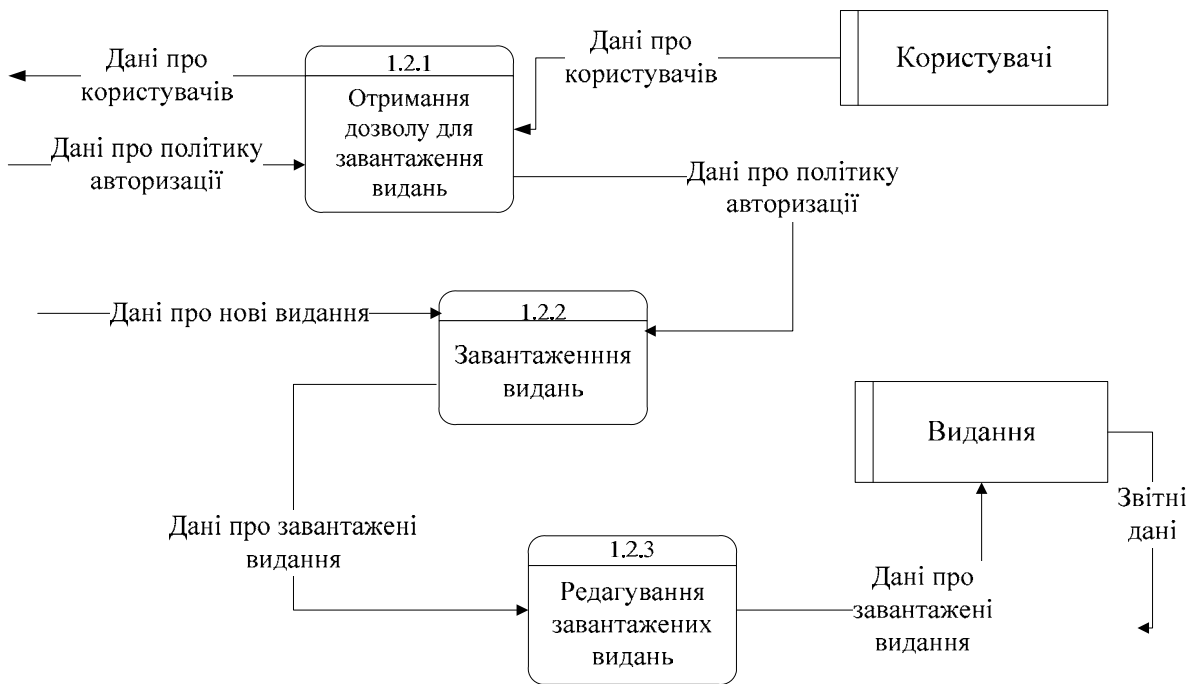 Дані про
користувачів
1.2.1
Отримання
дозволу для
завантаження
видань
Дані про
користувачів
Користувачі
Дані про політику
авторизації
Дані про політику
авторизації
Дані про нові видання
1.2.2
Завантаженння
видань
Видання
Звітні
дані
Дані про завантажені
видання
1.2.3
Редагування
завантажених
видань
Дані про
завантажені
видання